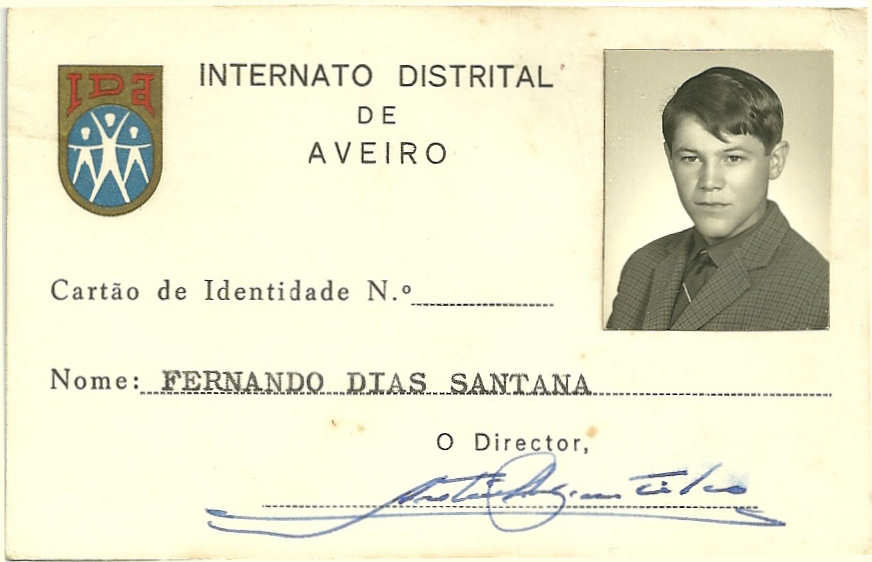 IDA
INTERNATO DISTRITAL
DE
AVEIRO
Cartão de Identidade N.º
Nome: FERNANDO DIAS SANTANA
O Director,